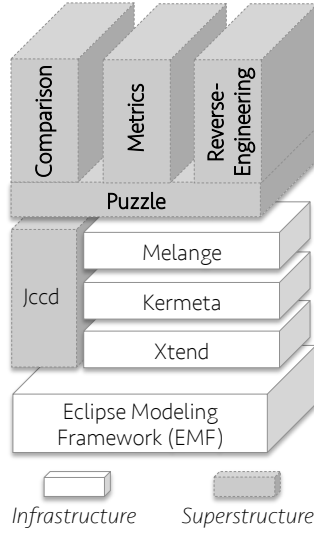 Comparison
Metrics
Reverse-
Engineering
Puzzle
Jccd
Melange
Kermeta
Xtend
Eclipse Modeling
Framework (EMF)
Infrastructure
Superstructure